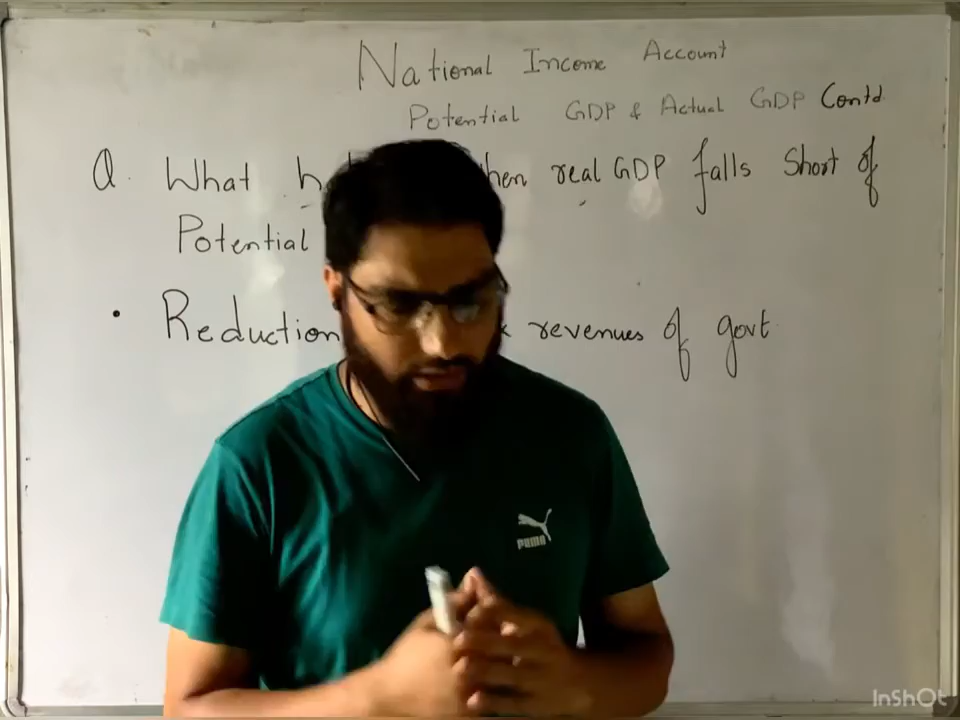 National Income Account
Potential GDP & Actual GDP Contd.
Q. What h hen real GDP falls Short of
Potential
• Reduction revenues of govt
PUMA
InShOt